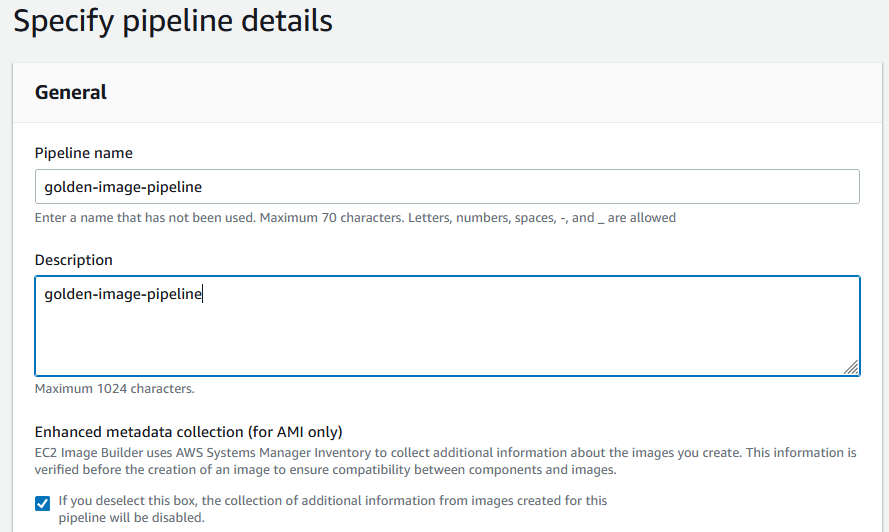 Specify pipeline details
General
Pipeline name
golden-image-pipeline
Enter a name that has not been used. Maximum 70 characters. Letters, numbers, spaces, -, and _ are allowed
Description
golden-image-pipeline
Maximum 1024 characters.
Enhanced metadata collection (for AMI only)
EC2 Image Builder uses AWS Systems Manager Inventory to collect additional information about the images you create. This information is
verified before the creation of an image to ensure compatibility between components and images.
If you deselect this box, the collection of additional information from images created for this
pipeline will be disabled.